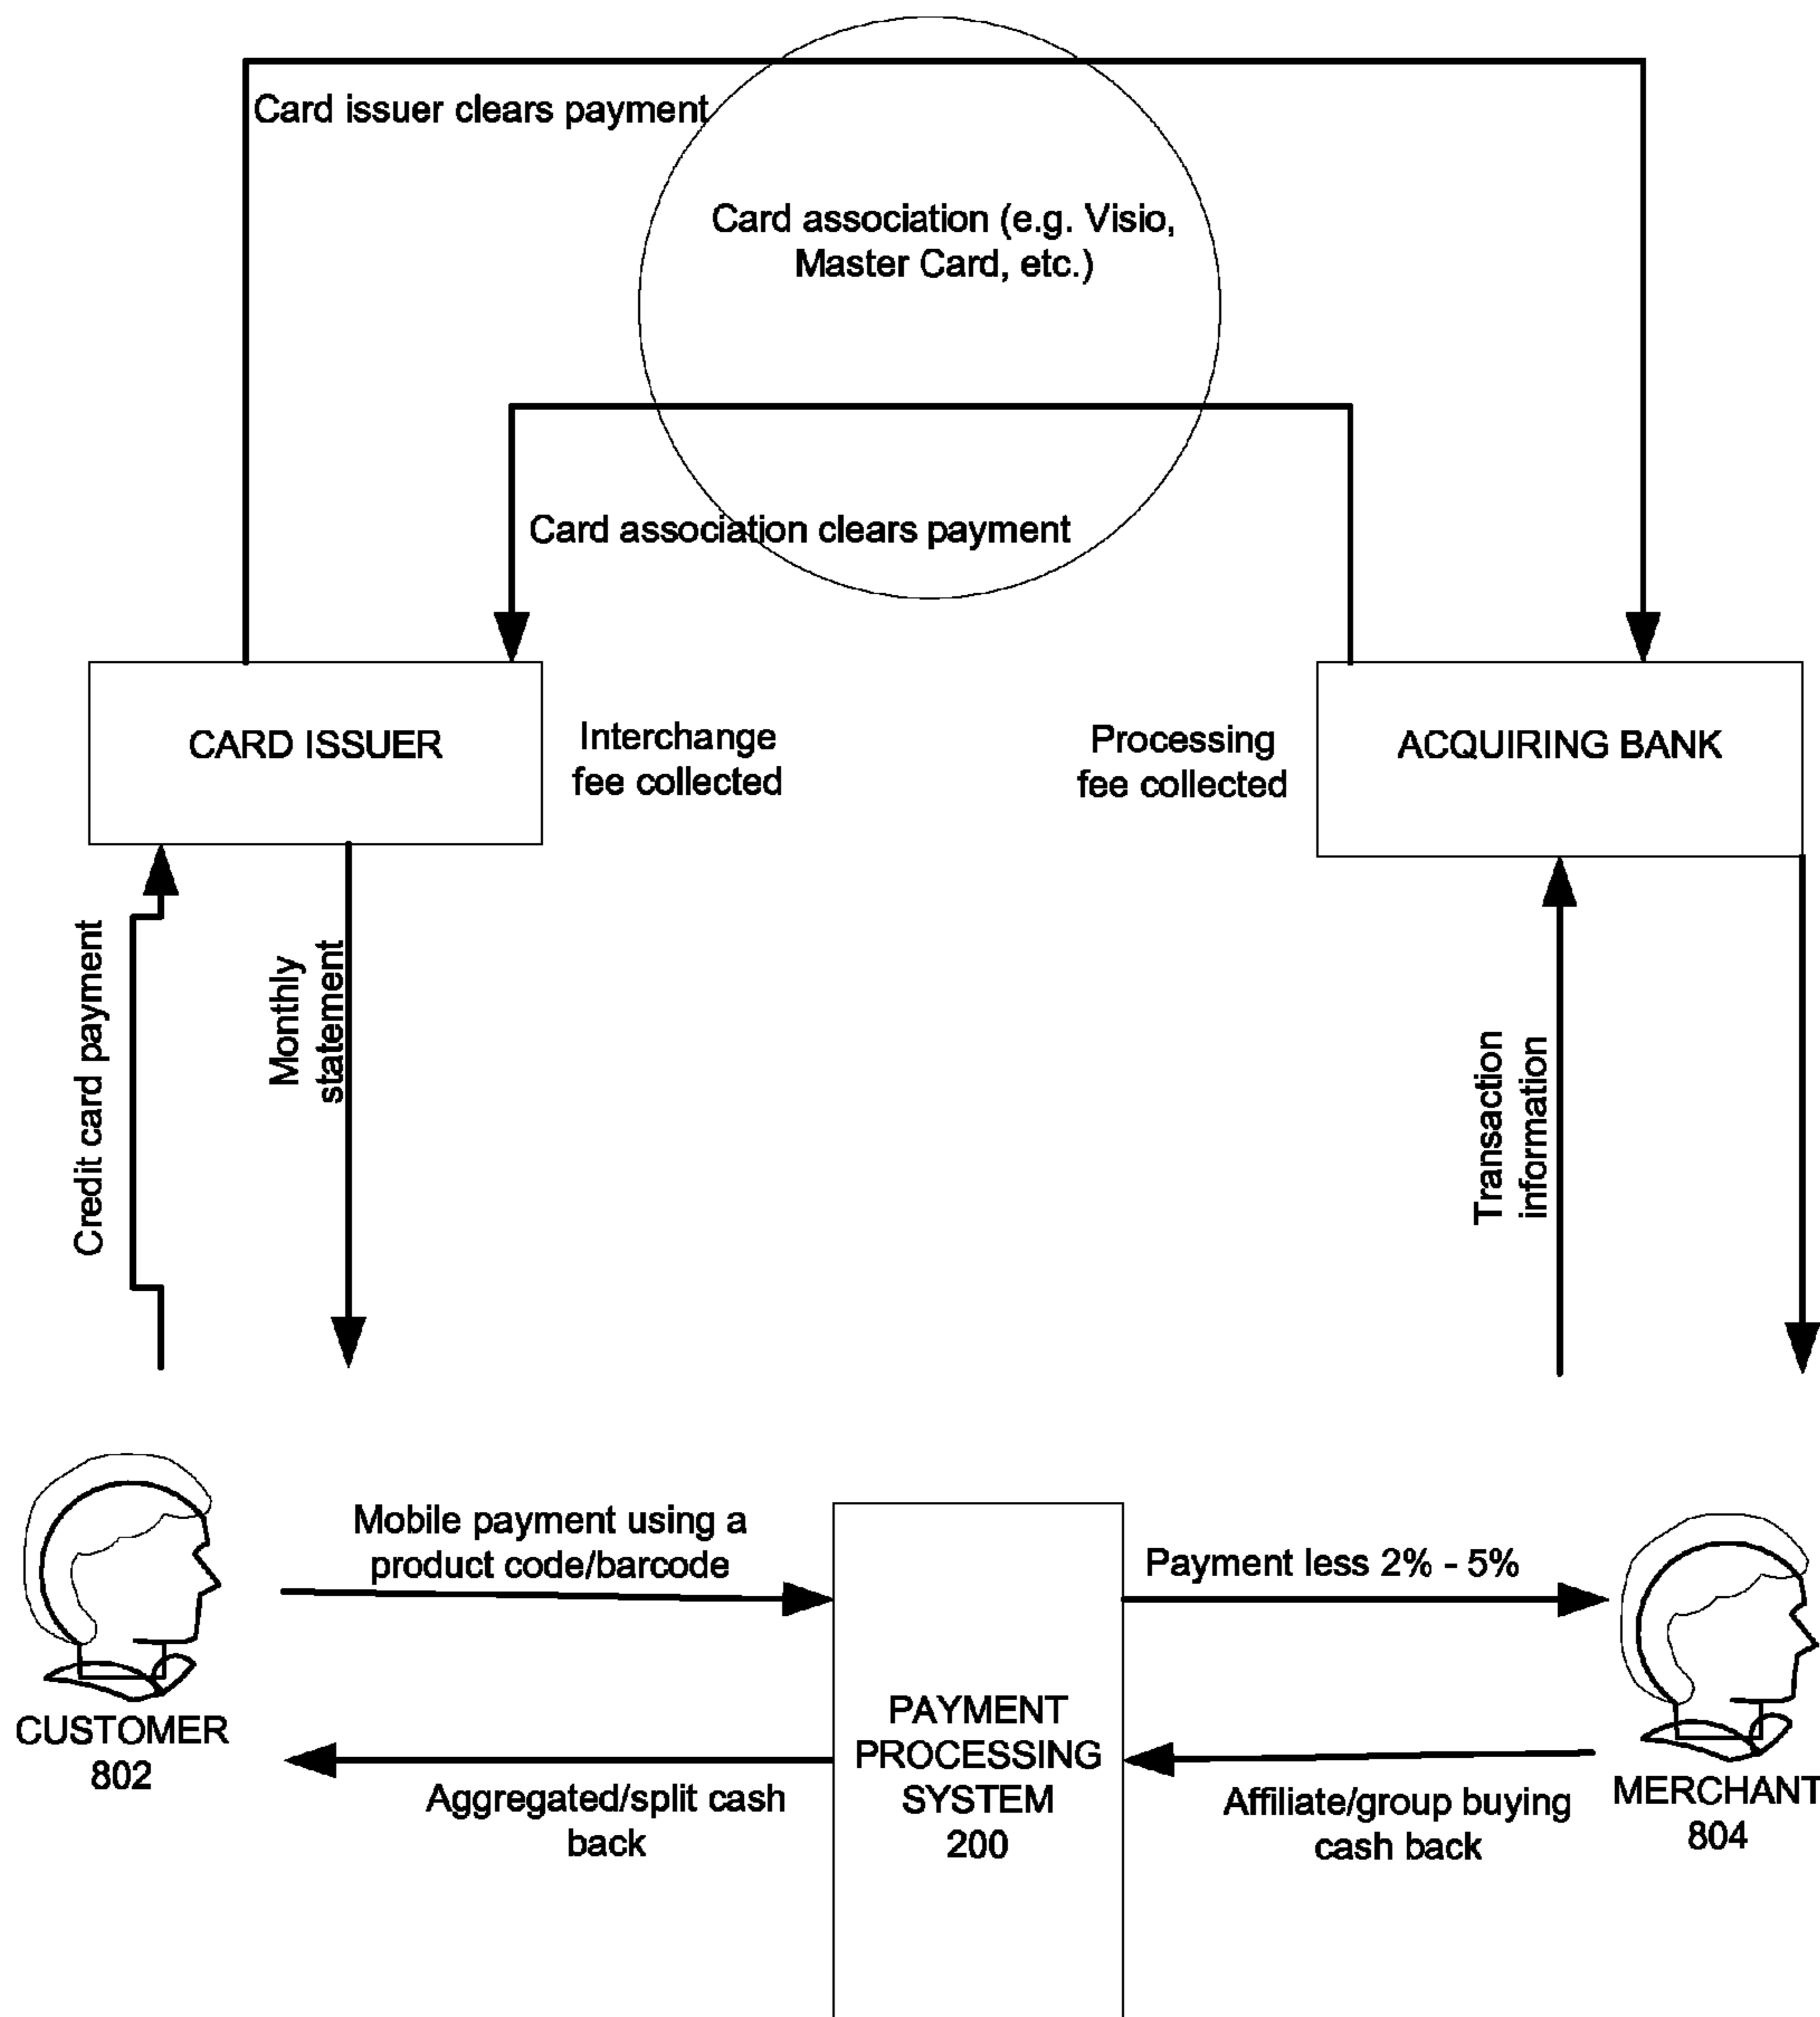 Card issuer clears payment
Card association (e.g. Visio,
Master Card, etc.)
Card association clears payment
CARD ISSUER
Interchange
fee collected
Processing
fee collected
ACQUIRING BANK
Credit card payment
Monthly
statement
Transaction
information
Mobile payment using a
product code/barcode
Payment less 2% - 5%
CUSTOMER
802
Aggregated/split cash
back
PAYMENT
PROCESSING
SYSTEM
200
Affiliate/group buying
cash back
MERCHANT
804